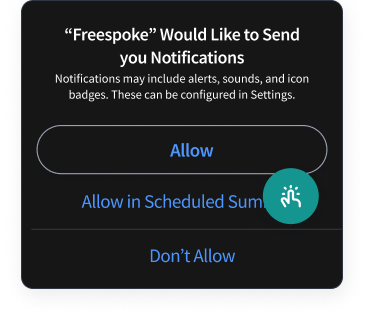 “Freespoke” Would Like to Send
you Notifications
Notifications may include alerts, sounds, and icon
badges. These can be configured in Settings.
Allow
Allow in Scheduled Sum
Don’t Allow